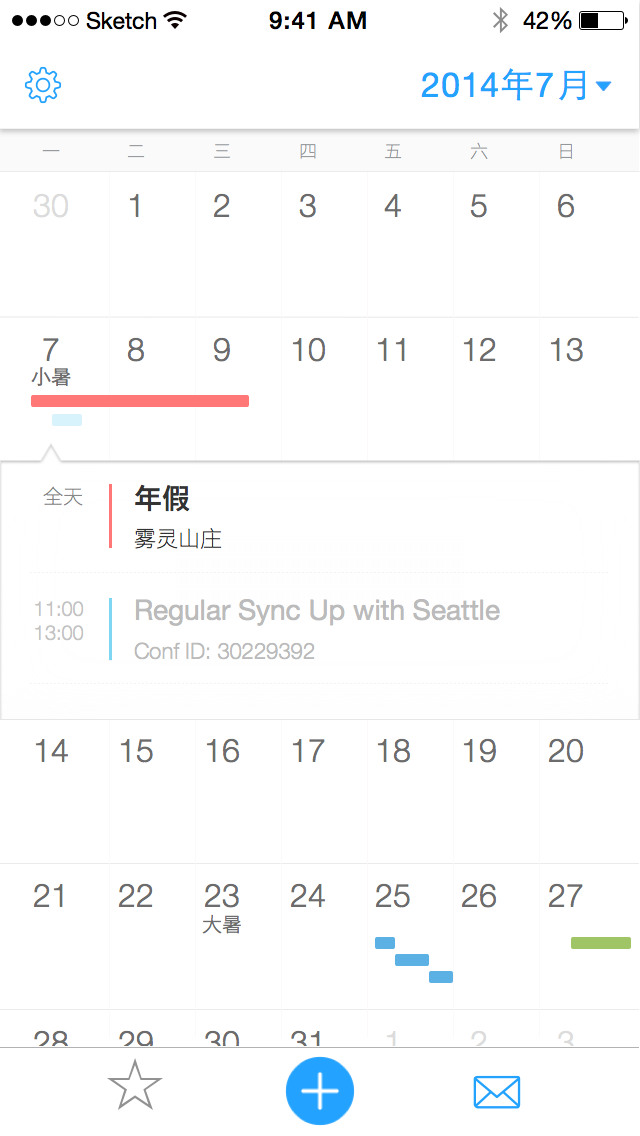 Sketch 9:41 AM 42%
2014年7月
一 二 三 四 五 六 日
30 1 2 3 4 5 6
7 8 9 10 11 12 13
小暑
全天 年假
雾灵山庄
11:00 Regular Sync Up with Seattle
13:00 Conf ID: 30229392
14 15 16 17 18 19 20
21 22 23 24 25 26 27
大暑
28 29 30 31 1 2 3